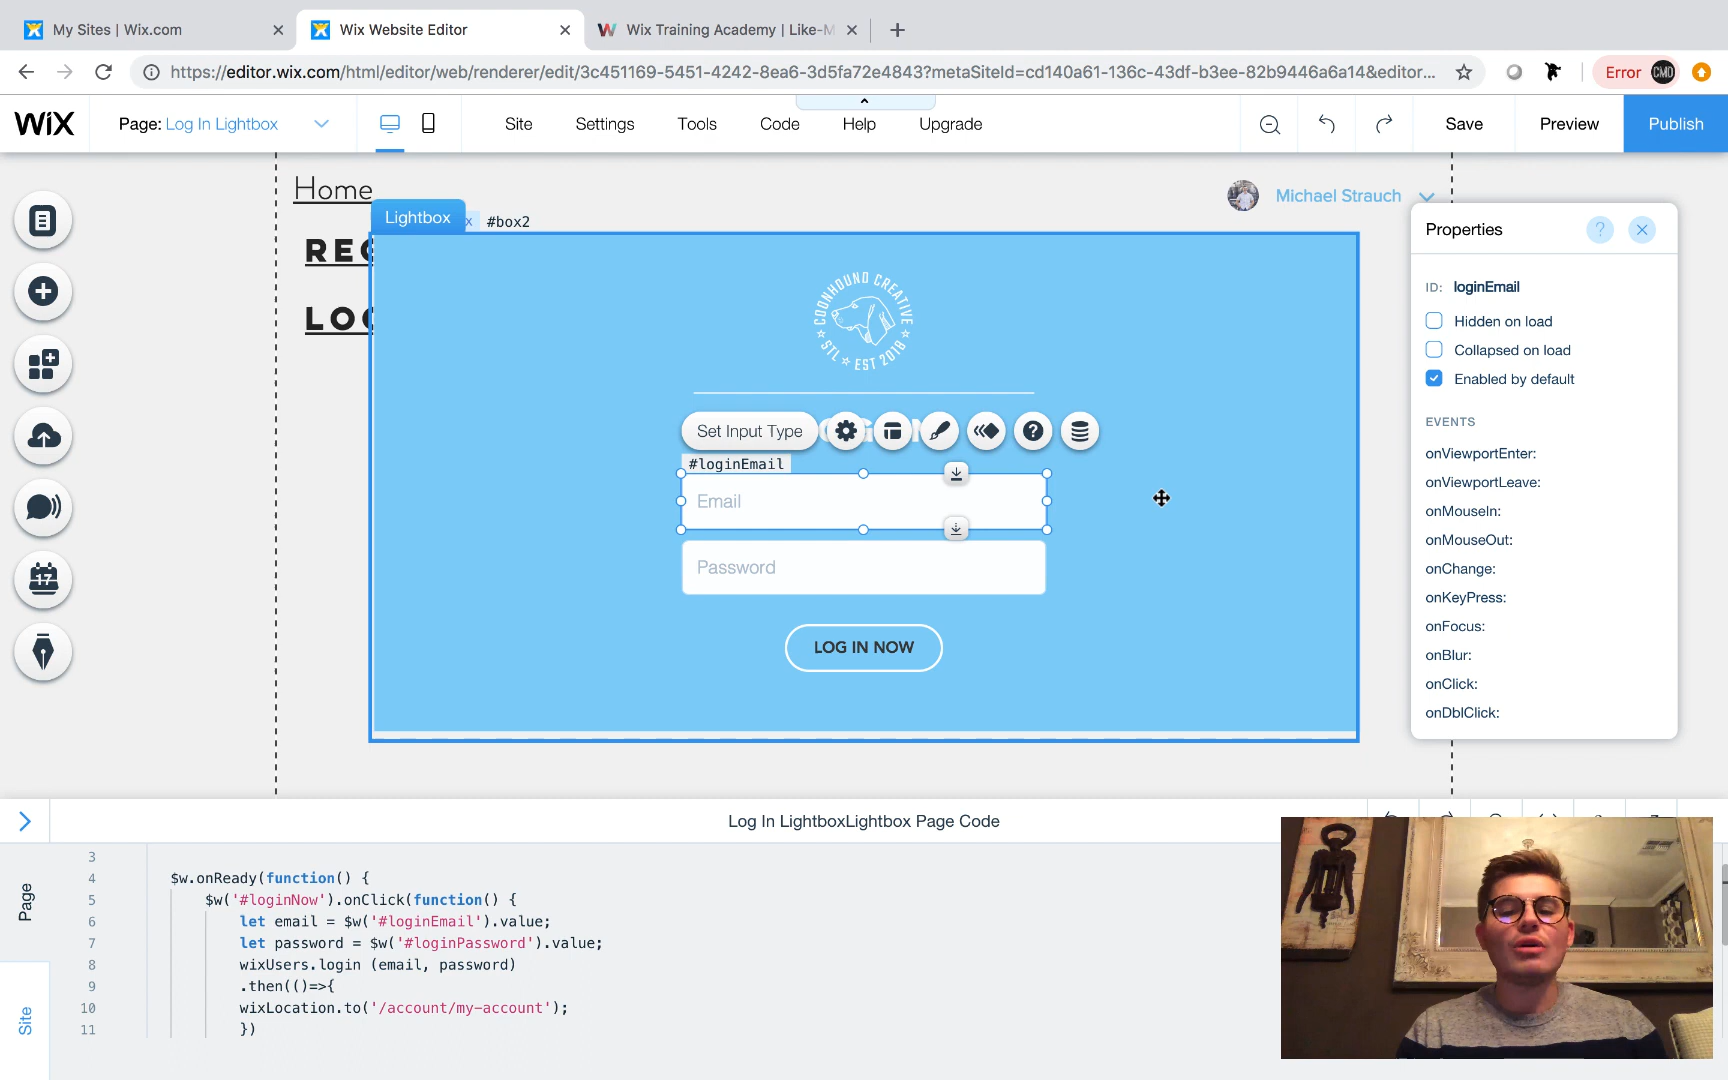 My Sites | Wix.com
Wix Website Editor
Wix Training Academy | Like-M
https://editor.wix.com/html/editor/web/renderer/edit/3c451169-5451-4242-8ea6-3d5fa72e4843?metaSiteId=cd140a61-136c-43df-b3ee-82b9446a6a14&editor...
Error CMD
WiX
Page: Log In Lightbox
Site
Settings
Tools
Code
Help
Upgrade
Save
Preview
Publish
Home
Michael Strauch
Lightbox
x #box2
REG
LOG
COONHOUND CREATIVE
STL ★ EST 2018
Set Input Type
#loginEmail
Email
Password
LOG IN NOW
17
Properties
?
ID: loginEmail
Hidden on load
Collapsed on load
Enabled by default
EVENTS
onViewportEnter:
onViewportLeave:
onMouseIn:
onMouseOut:
onChange:
onKeyPress:
onFocus:
onBlur:
onClick:
onDblClick:
Log In LightboxLightbox Page Code
Page
Site
3
4 $w.onReady(function() {
5 $w('#loginNow').onClick(function() {
6 let email = $w('#loginEmail').value;
7 let password = $w('#loginPassword').value;
8 wixUsers.login (email, password)
9 .then(()=>{
10 wixLocation.to('/account/my-account');
11 })